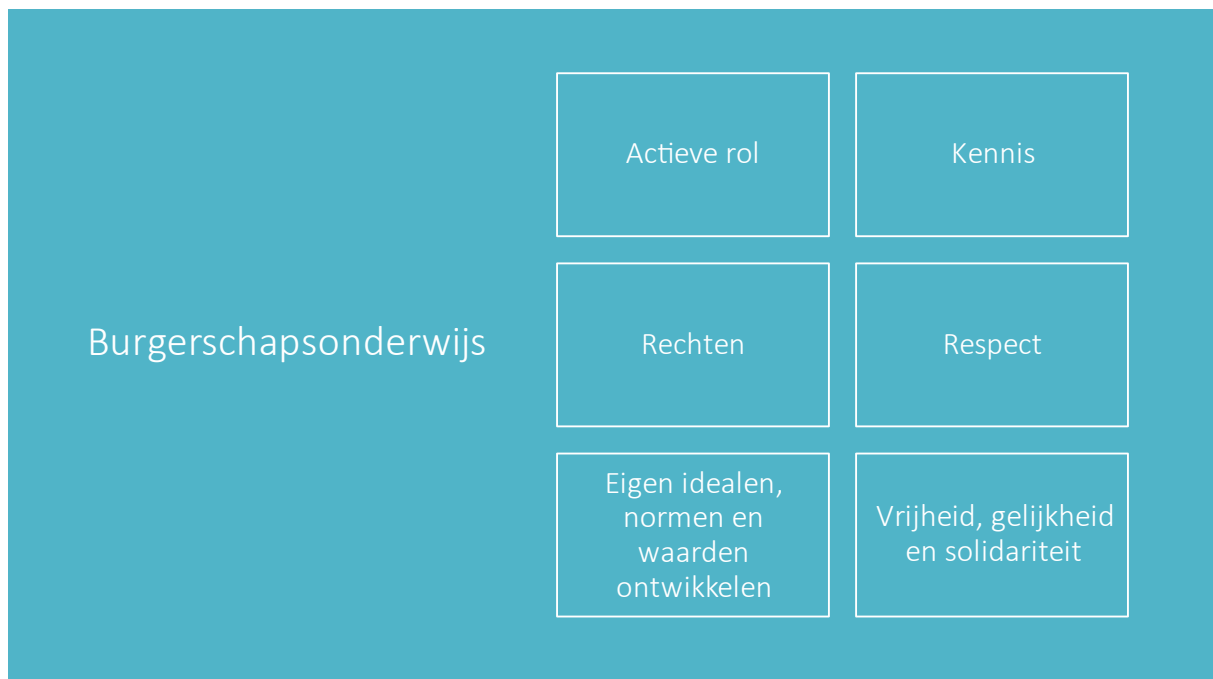 Burgerschapsonderwijs
Actieve rol
Kennis
Rechten
Respect
Eigen idealen,
normen en
waarden
ontwikkelen
Vrijheid, gelijkheid
en solidariteit